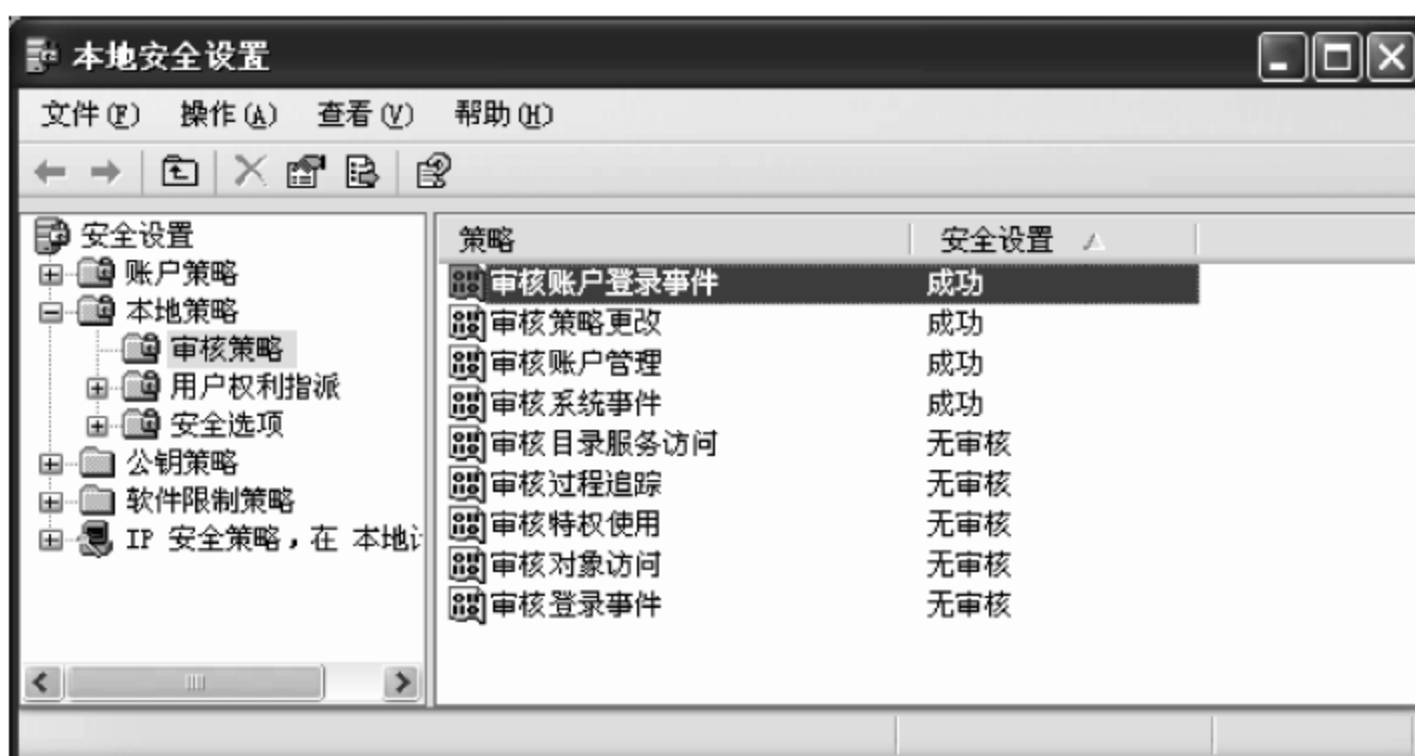 本地安全设置
文件(F) 操作(A) 查看(V) 帮助(H)
安全设置
账户策略
本地策略
审核策略
用户权利指派
安全选项
公钥策略
软件限制策略
IP 安全策略，在 本地
策略 安全设置
审核账户登录事件 成功
审核策略更改 成功
审核账户管理 成功
审核系统事件 成功
审核目录服务访问 无审核
审核过程追踪 无审核
审核特权使用 无审核
审核对象访问 无审核
审核登录事件 无审核